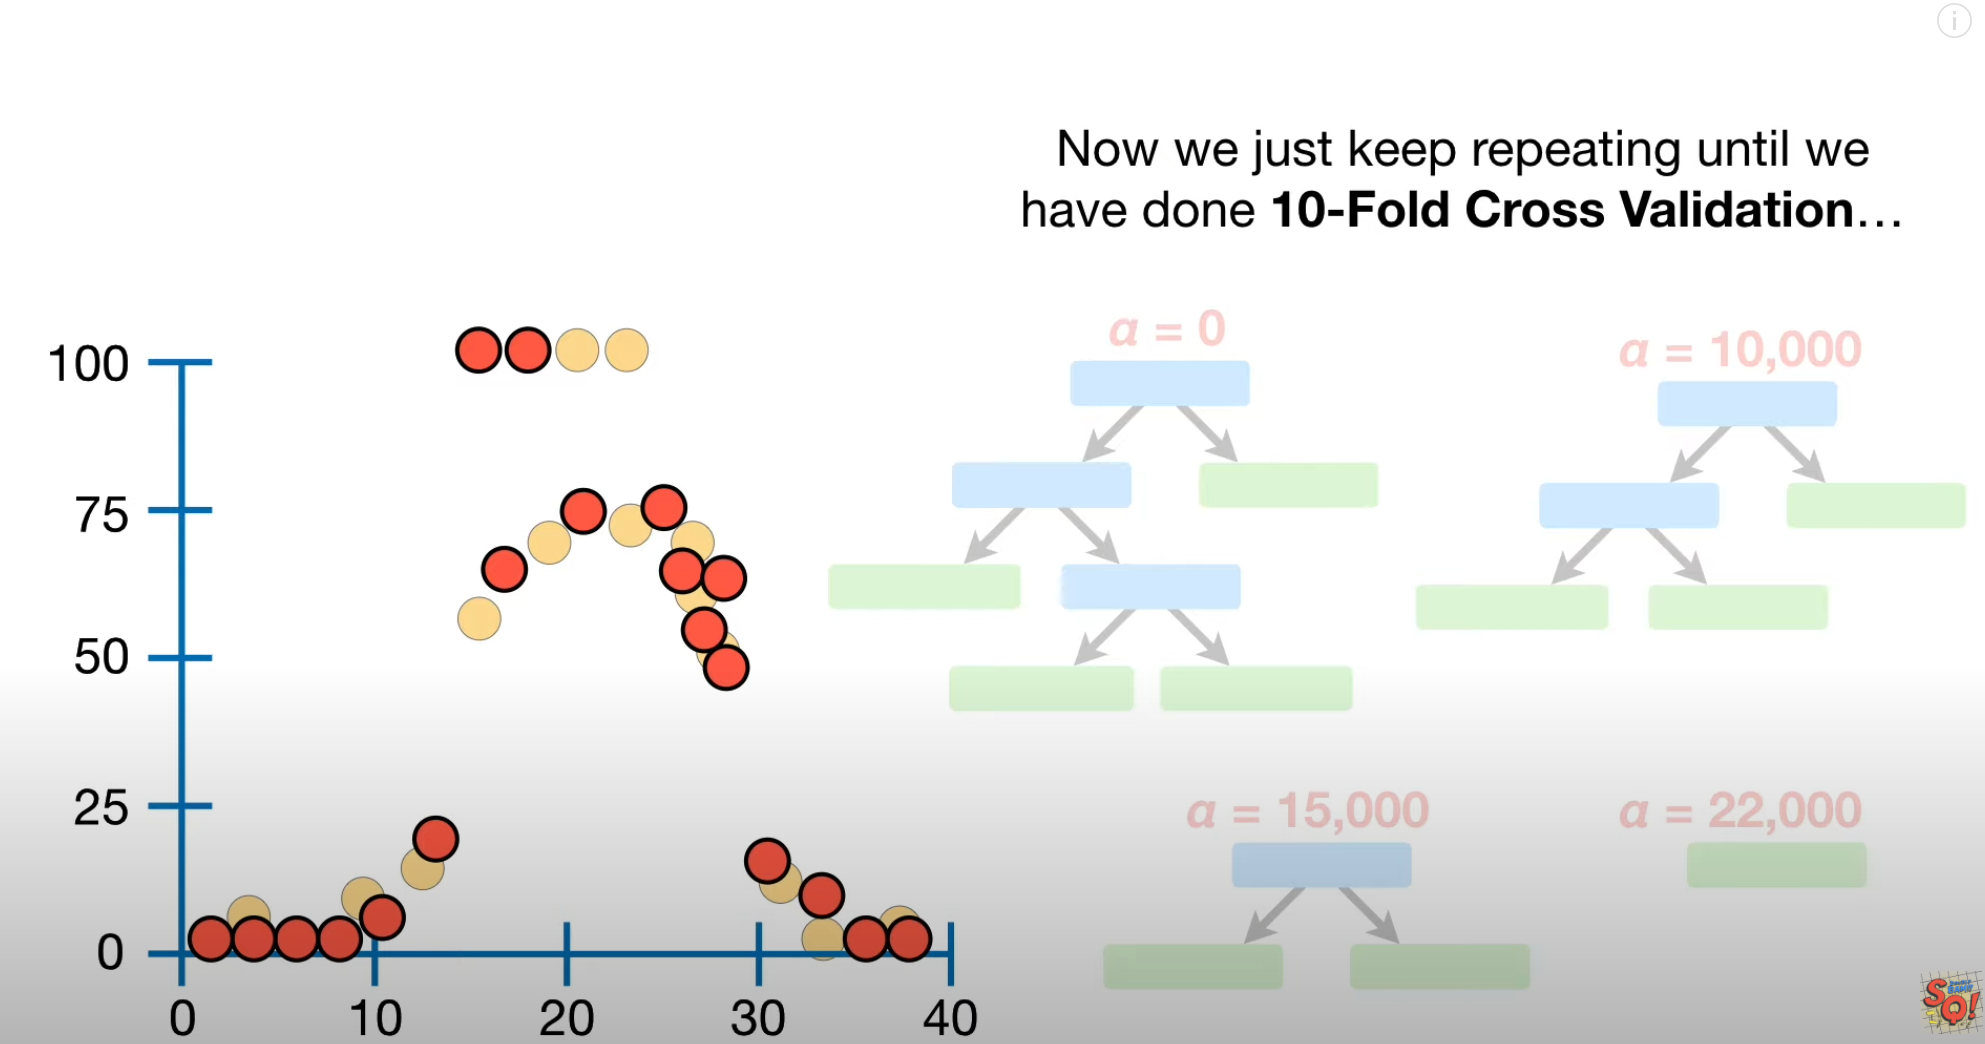 Now we just keep repeating until we
have done 10-Fold Cross Validation…
α = 0
α = 10,000
α = 15,000
α = 22,000
100
75
50
25
0
0 10 20 30 40
SQ!